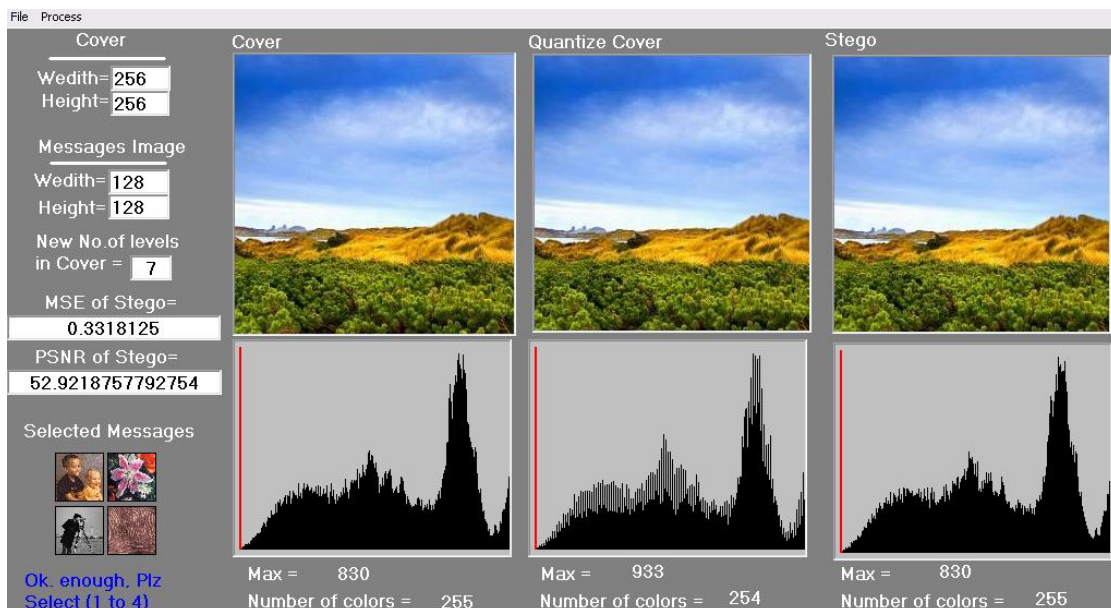 File Process
Cover
Wedith= 256
Height= 256
Messages Image
Wedith= 128
Height= 128
New No.of levels
in Cover = 7
MSE of Stego=
0.3318125
PSNR of Stego=
52.9218757792754
Selected Messages
Ok. enough, Plz
Select (1 to 4)
Cover
Max = 830
Number of colors = 255
Quantize Cover
Max = 933
Number of colors = 254
Stego
Max = 830
Number of colors = 255